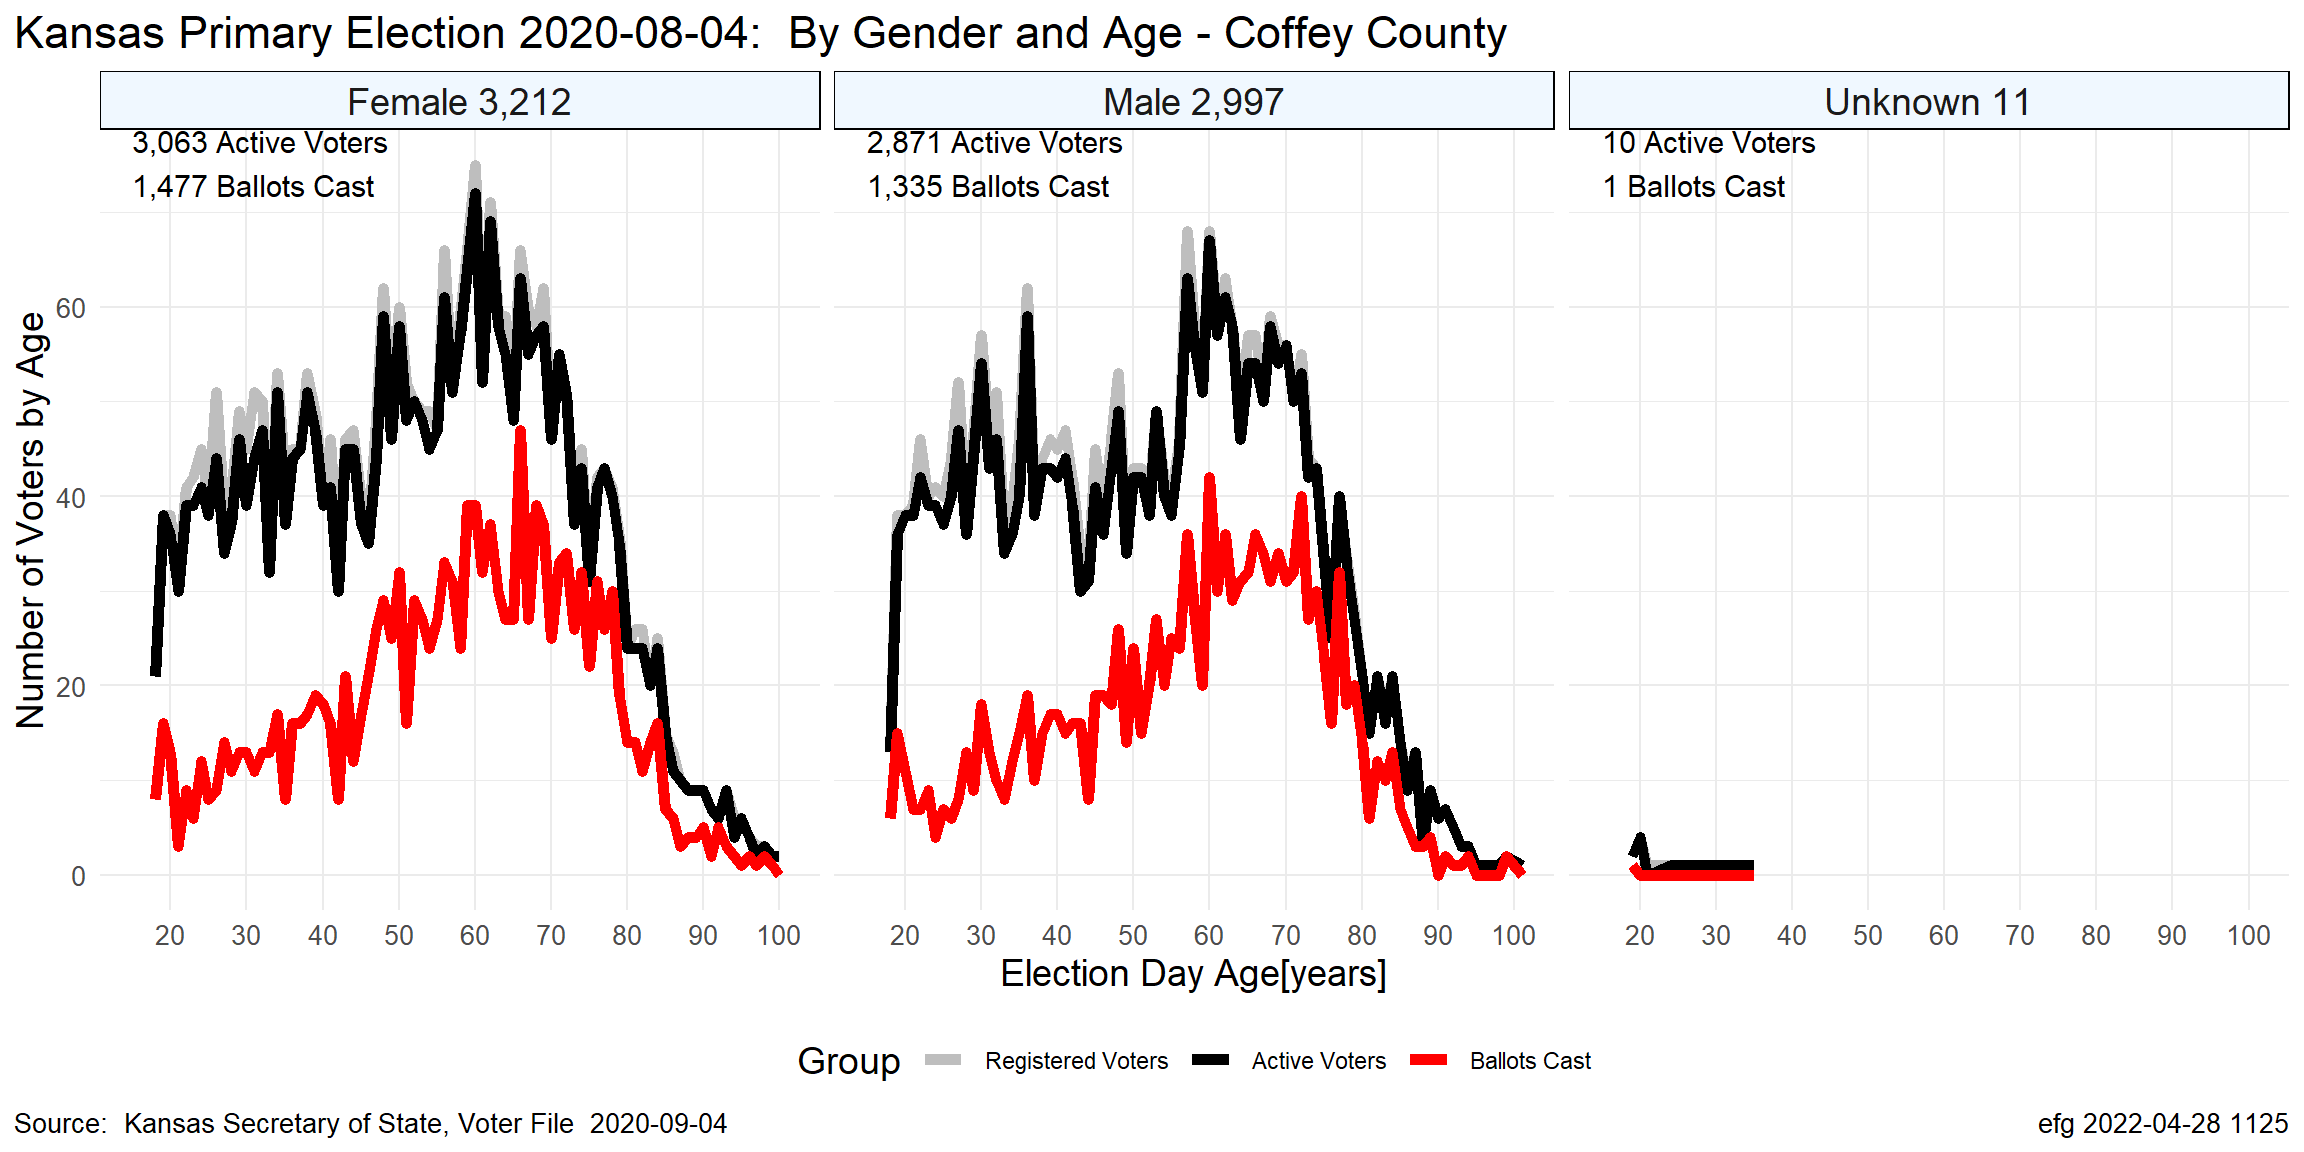 Kansas Primary Election 2020-08-04:  By Gender and Age - Coffey County
Female 3,212
Male 2,997
Unknown 11
3,063 Active Voters
1,477 Ballots Cast
2,871 Active Voters
1,335 Ballots Cast
10 Active Voters
1 Ballots Cast
Number of Voters by Age
60
40
20
0
20 30 40 50 60 70 80 90 100
20 30 40 50 60 70 80 90 100
20 30 40 50 60 70 80 90 100
Election Day Age[years]
Group Registered Voters Active Voters Ballots Cast
Source:  Kansas Secretary of State, Voter File  2020-09-04
efg 2022-04-28 1125